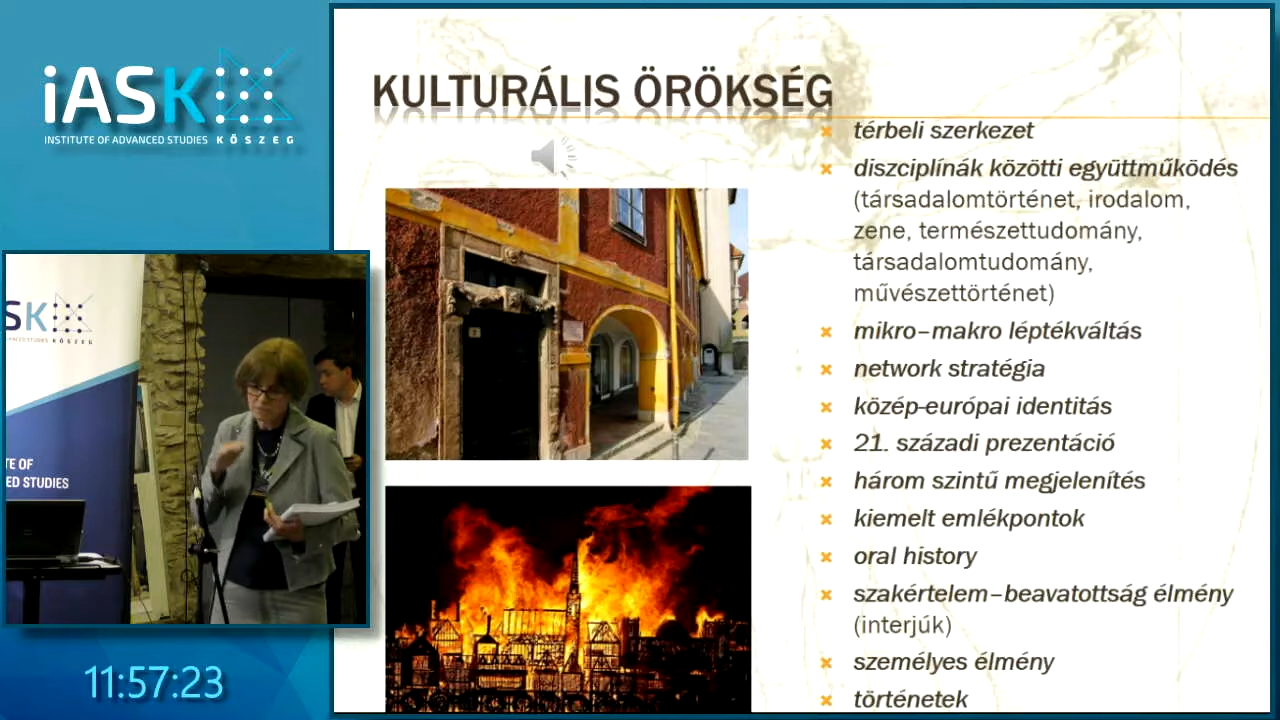 iASK
INSTITUTE OF ADVANCED STUDIES KŐSZEG
KULTURÁLIS ÖRÖKSÉG
térbeli szerkezet
diszciplínák közötti együttműködés
(társadalomtörténet, irodalom,
zene, természettudomány,
társadalomtudomány,
művészettörténet)
mikro–makro léptékváltás
network stratégia
közép-európai identitás
21. századi prezentáció
három szintű megjelenítés
kiemelt emlékpontok
oral history
szakértelem–beavatottság élmény
(interjúk)
személyes élmény
történetek
SK
KŐSZEG
TE OF
ED STUDIES
11:57:23